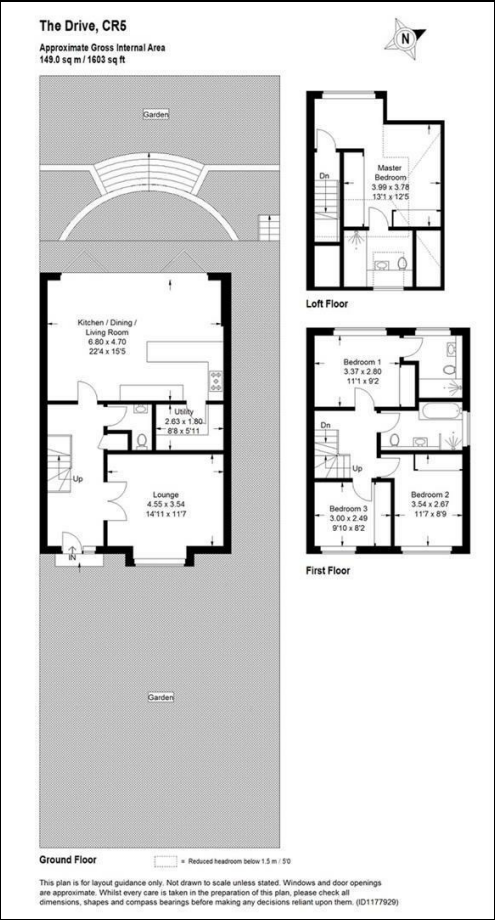 The Drive, CR5
Approximate Gross Internal Area
149.0 sq m / 1603 sq ft
N
Garden
Kitchen / Dining /
Living Room
6.80 x 4.70
22'4 x 15'5
Utility
2.63 x 1.80
8'8 x 5'11
Up
Lounge
4.55 x 3.54
14'11 x 11'7
IN
Garden
Ground Floor
Dn
Master
Bedroom
3.99 x 3.78
13'1 x 12'5
Loft Floor
Bedroom 1
3.37 x 2.80
11'1 x 9'2
Dn
Up
Bedroom 2
3.54 x 2.67
11'7 x 8'9
Bedroom 3
3.00 x 2.49
9'10 x 8'2
First Floor
= Reduced headroom below 1.5 m / 5'0
This plan is for layout guidance only. Not drawn to scale unless stated. Windows and door openings
are approximate. Whilst every care is taken in the preparation of this plan, please check all
dimensions, shapes and compass bearings before making any decisions reliant upon them. (ID1177929)